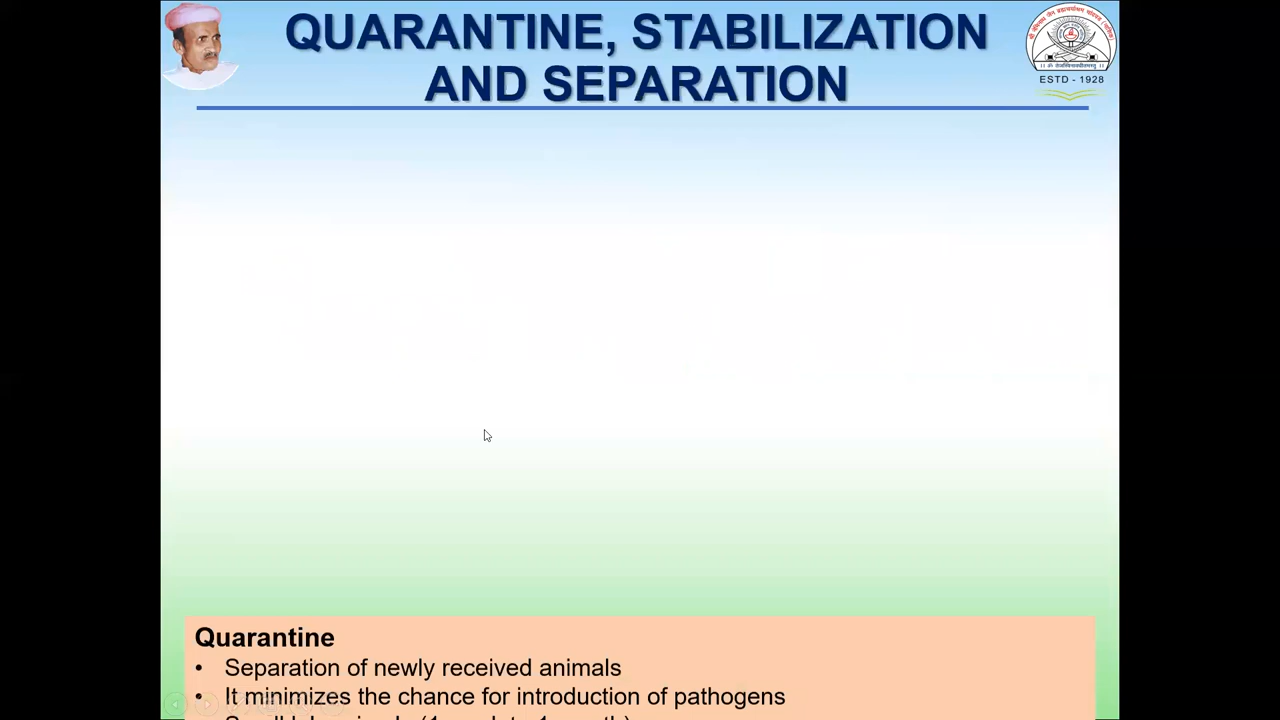 QUARANTINE, STABILIZATION
AND SEPARATION
ESTD - 1928
Quarantine
• Separation of newly received animals
• It minimizes the chance for introduction of pathogens